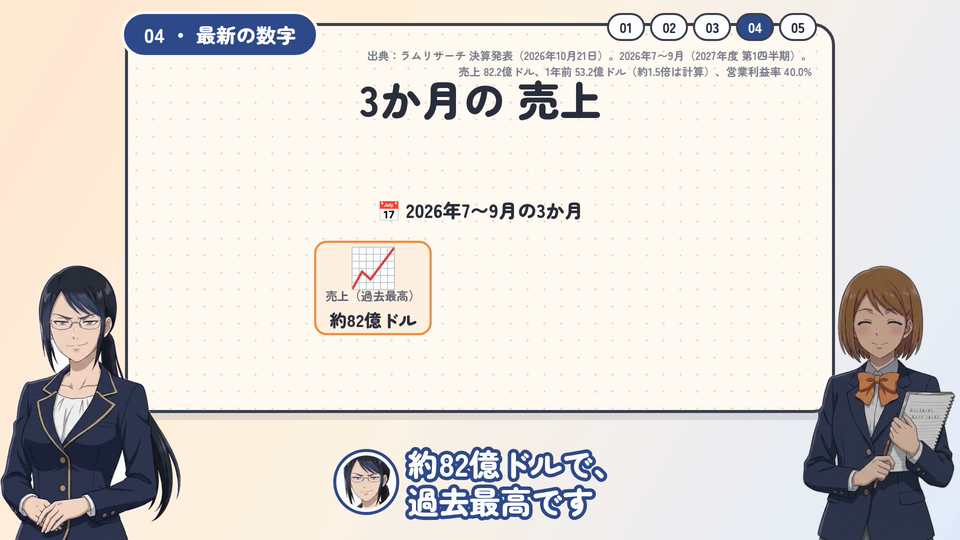 04 ・ 最新の数字
01 02 03 04 05
出典：ラムリサーチ 決算発表（2026年10月21日）。2026年7〜9月（2027年度 第1四半期）。
売上 82.2億ドル、1年前 53.2億ドル（約1.5倍は計算）、営業利益率 40.0%
3か月の 売上
July
17
2026年7〜9月の3か月
売上（過去最高）
約82億ドル
約82億ドルで、
過去最高です